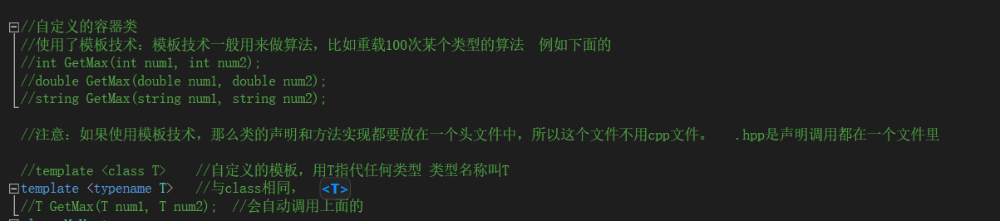 //自定义的容器类
//使用了模板技术：模板技术一般用来做算法，比如重载100次某个类型的算法  例如下面的
//int GetMax(int num1, int num2);
//double GetMax(double num1, double num2);
//string GetMax(string num1, string num2);
//注意：如果使用模板技术，那么类的声明和方法实现都要放在一个头文件中，所以这个文件不用cpp文件。  .hpp是声明调用都在一个文件里
//template <class T>    //自定义的模板，用T指代任何类型 类型名称叫T
template <typename T>   //与class相同，  <T>
//T GetMax(T num1, T num2);  //会自动调用上面的